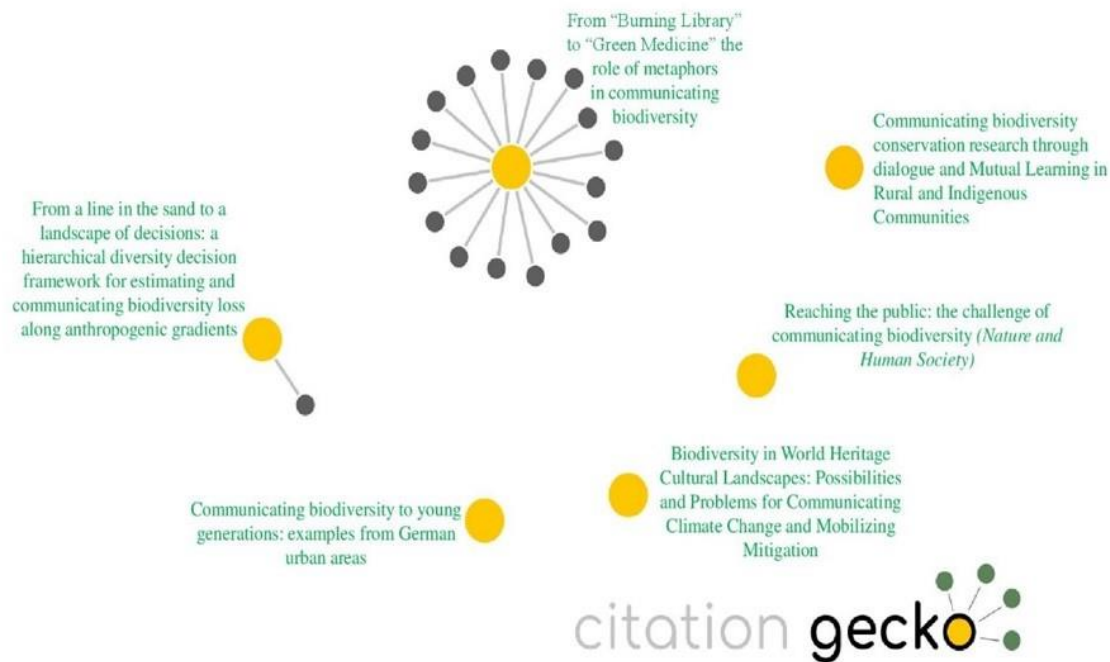 From “Burning Library”
to “Green Medicine” the
role of metaphors
in communicating
biodiversity
Communicating biodiversity
conservation research through
dialogue and Mutual Learning in
Rural and Indigenous
Communities
From a line in the sand to a
landscape of decisions: a
hierarchical diversity decision
framework for estimating and
communicating biodiversity loss
along anthropogenic gradients
Reaching the public: the challenge of
communicating biodiversity (Nature and
Human Society)
Biodiversity in World Heritage
Cultural Landscapes: Possibilities
and Problems for Communicating
Climate Change and Mobilizing
Mitigation
Communicating biodiversity to young
generations: examples from German
urban areas
citation gecko